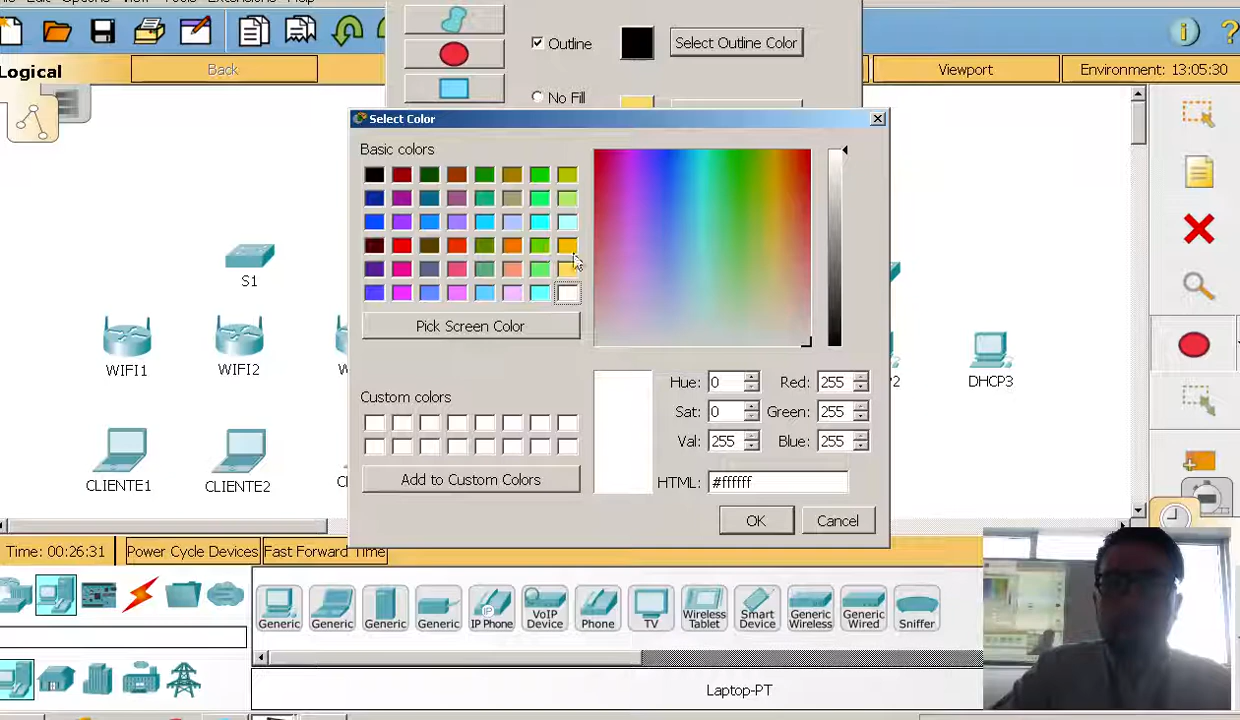 Outline
Select Outline Color
Logical
Back
Viewport
Environment: 13:05:30
No Fill
Select Color
Basic colors
Pick Screen Color
Custom colors
Add to Custom Colors
Hue: 0
Red: 255
Sat: 0
Green: 255
Val: 255
Blue: 255
HTML: #ffffff
OK
Cancel
S1
WIFI1
WIFI2
DHCP3
CLIENTE1
CLIENTE2
Time: 00:26:31
Power Cycle Devices
Fast Forward Time
Generic
Generic
Generic
Generic
IP Phone
VoIP Device
Phone
TV
Wireless Tablet
Smart Device
Generic Wireless
Generic Wired
Sniffer
IP
Laptop-PT